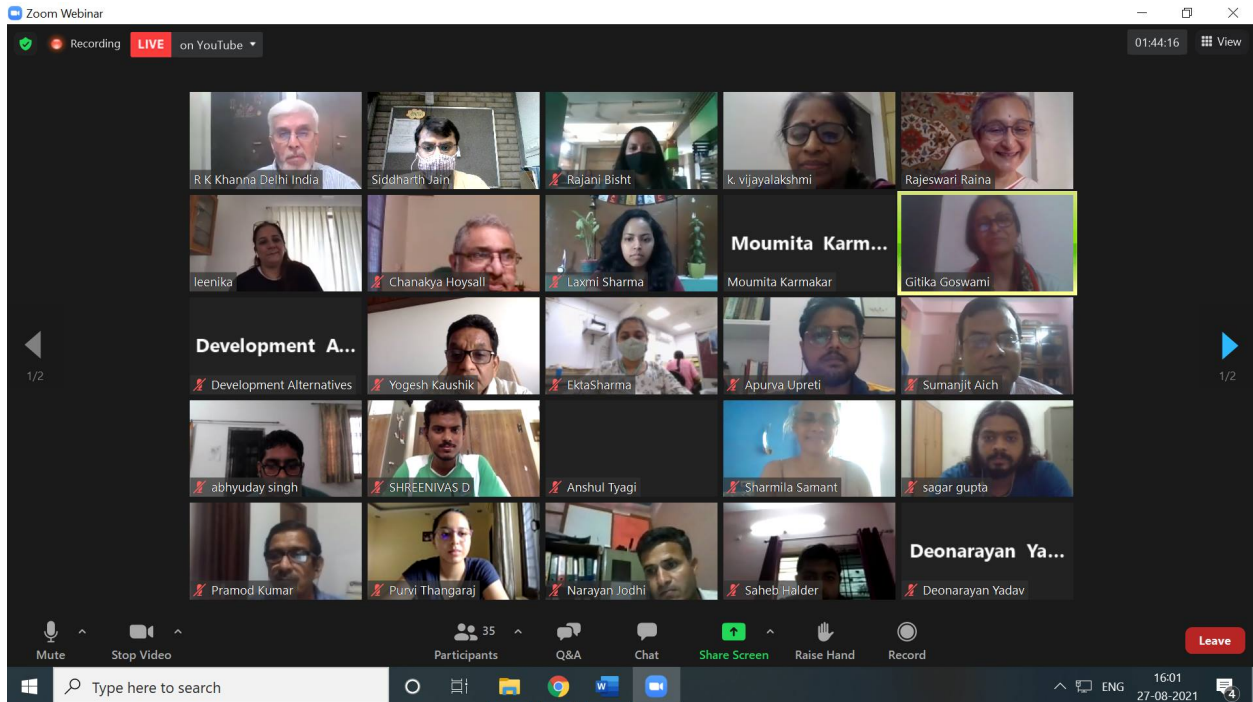 Zoom Webinar
Recording LIVE on YouTube 01:44:16 View
R K Khanna Delhi India Siddharth Jain Rajani Bisht k. vijayalakshmi Rajeswari Raina
Moumita Karm...
leenika Chanakya Hoysall Laxmi Sharma Moumita Karmakar Gitika Goswami
Development A...
Development Alternatives Yogesh Kaushik EktaSharma Apurva Upreti Sumanjit Aich
1/2 1/2
abhyuday singh SHREENIVAS D Anshul Tyagi Sharmila Samant sagar gupta
Deonarayan Ya...
Pramod Kumar Purvi Thangaraj Narayan Jodhi Saheb Halder Deonarayan Yadav
35
Mute Stop Video Participants Q&A Chat Share Screen Raise Hand Record Leave
Type here to search W ENG 16:01
27-08-2021 4